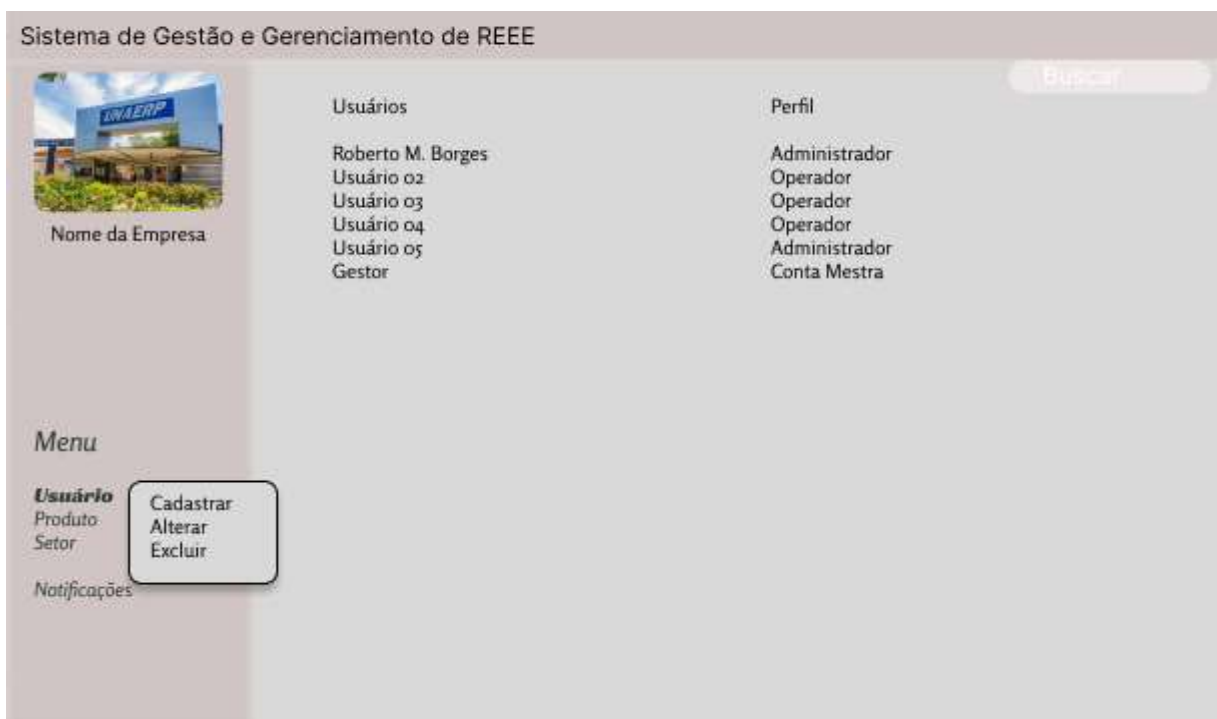 Sistema de Gestão e Gerenciamento de REEE
Buscar
UNAERP
Nome da Empresa
Usuários Perfil
Roberto M. Borges Administrador
Usuário 02 Operador
Usuário 03 Operador
Usuário 04 Operador
Usuário 05 Administrador
Gestor Conta Mestra
Menu
Usuário
Produto
Setor
Notificações
Cadastrar
Alterar
Excluir